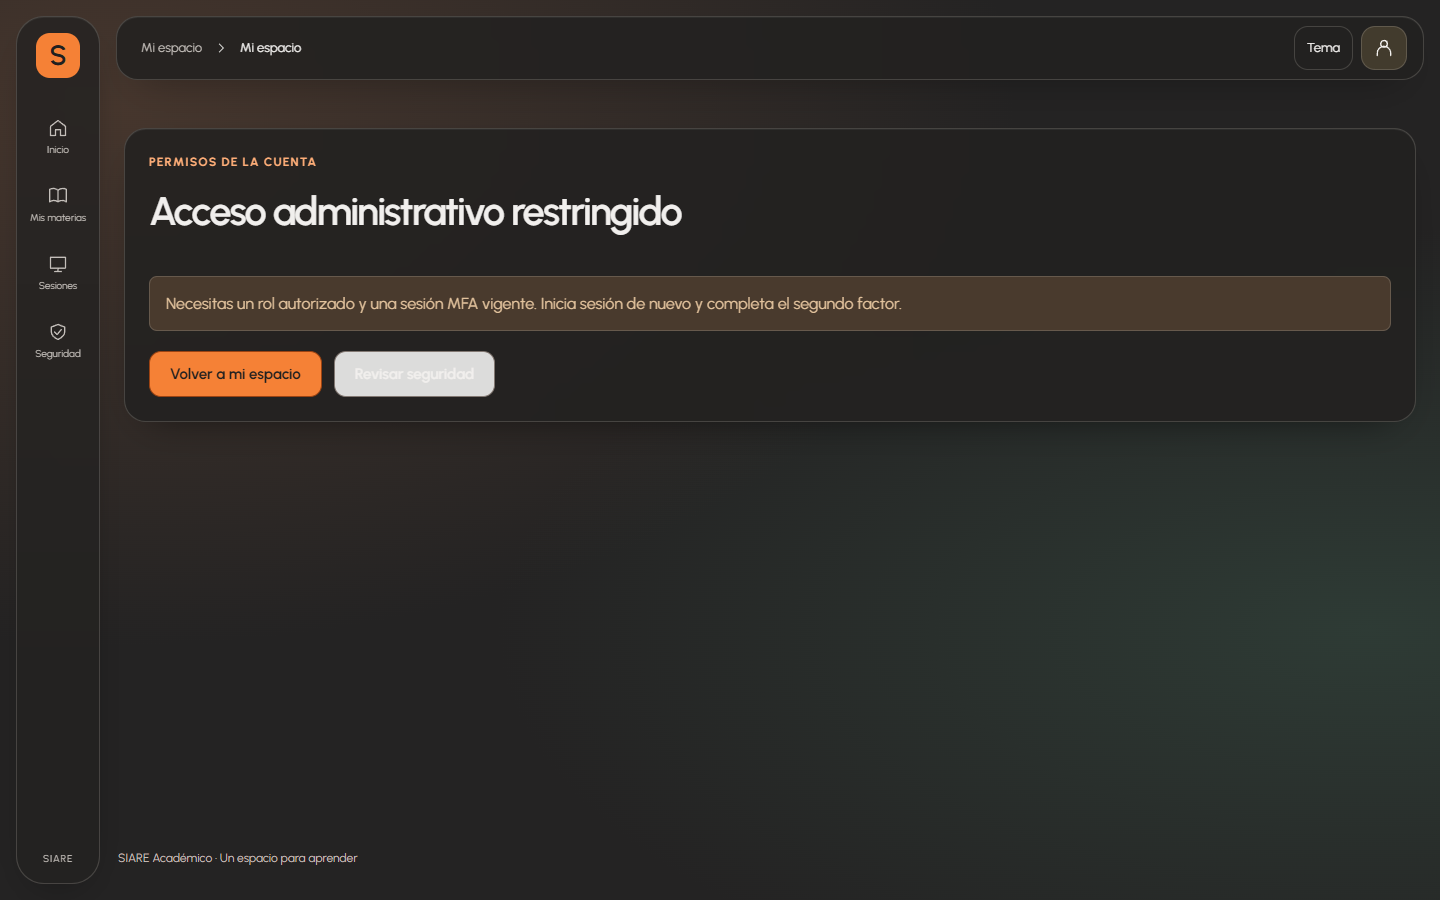 S
Mi espacio > Mi espacio
Tema
Inicio
Mis materias
Sesiones
Seguridad
PERMISOS DE LA CUENTA
Acceso administrativo restringido
Necesitas un rol autorizado y una sesión MFA vigente. Inicia sesión de nuevo y completa el segundo factor.
Volver a mi espacio
Revisar seguridad
SIARE
SIARE Académico · Un espacio para aprender